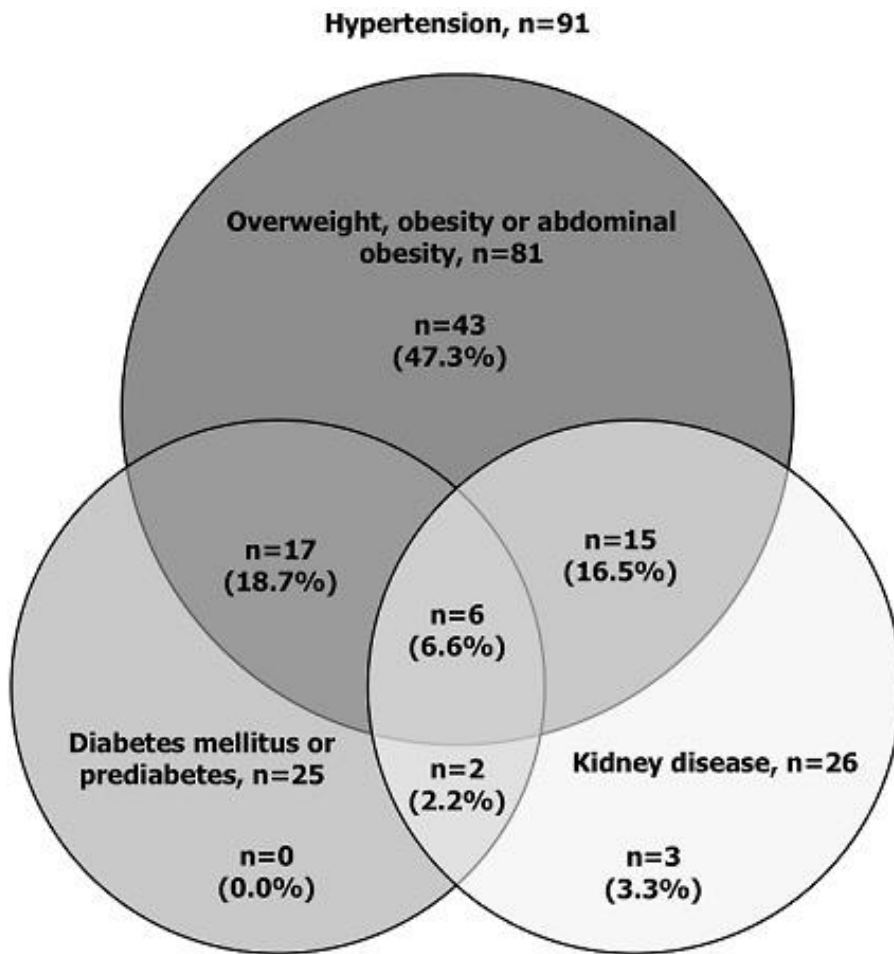 Hypertension, n=91
Overweight, obesity or abdominal
obesity, n=81
n=43
(47.3%)
n=17
(18.7%)
n=15
(16.5%)
n=6
(6.6%)
Diabetes mellitus or
prediabetes, n=25
n=2
(2.2%)
Kidney disease, n=26
n=0
(0.0%)
n=3
(3.3%)